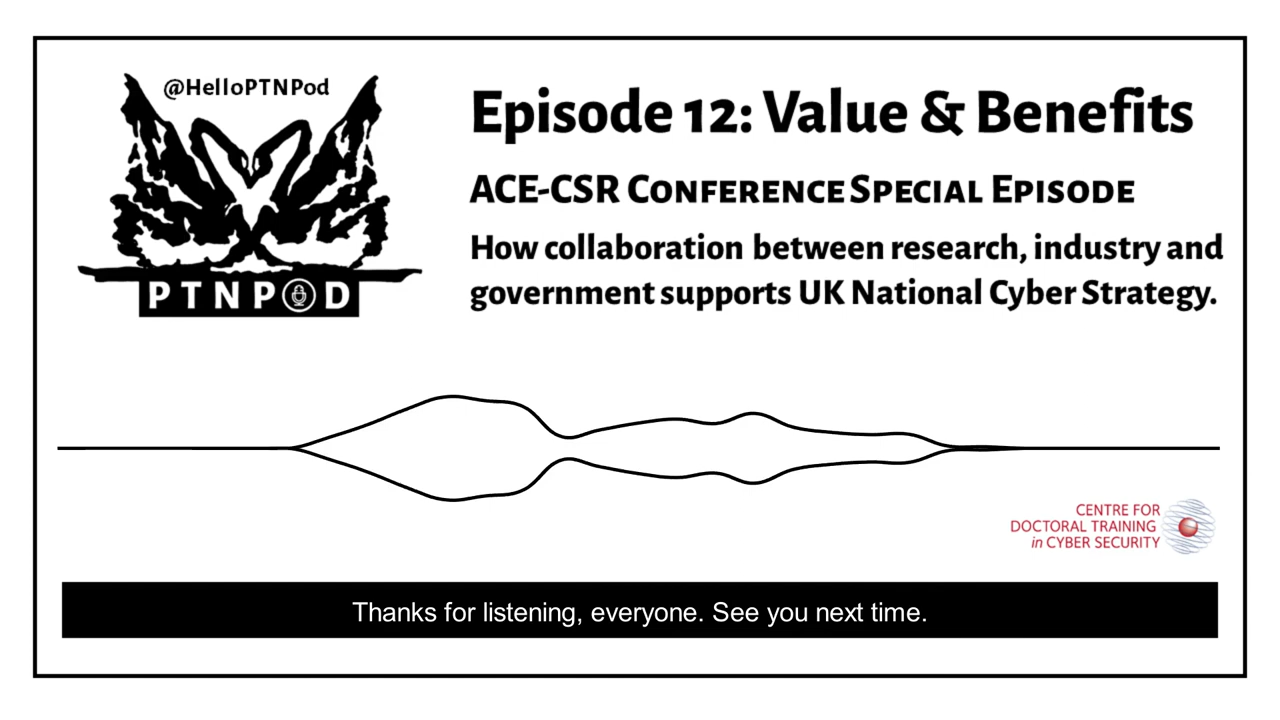 @HelloPTNPod
PTNPOD
Episode 12: Value & Benefits
ACE-CSR Conference Special Episode
How collaboration between research, industry and
government supports UK National Cyber Strategy.
CENTRE FOR
DOCTORAL TRAINING
in CYBER SECURITY
Thanks for listening, everyone. See you next time.